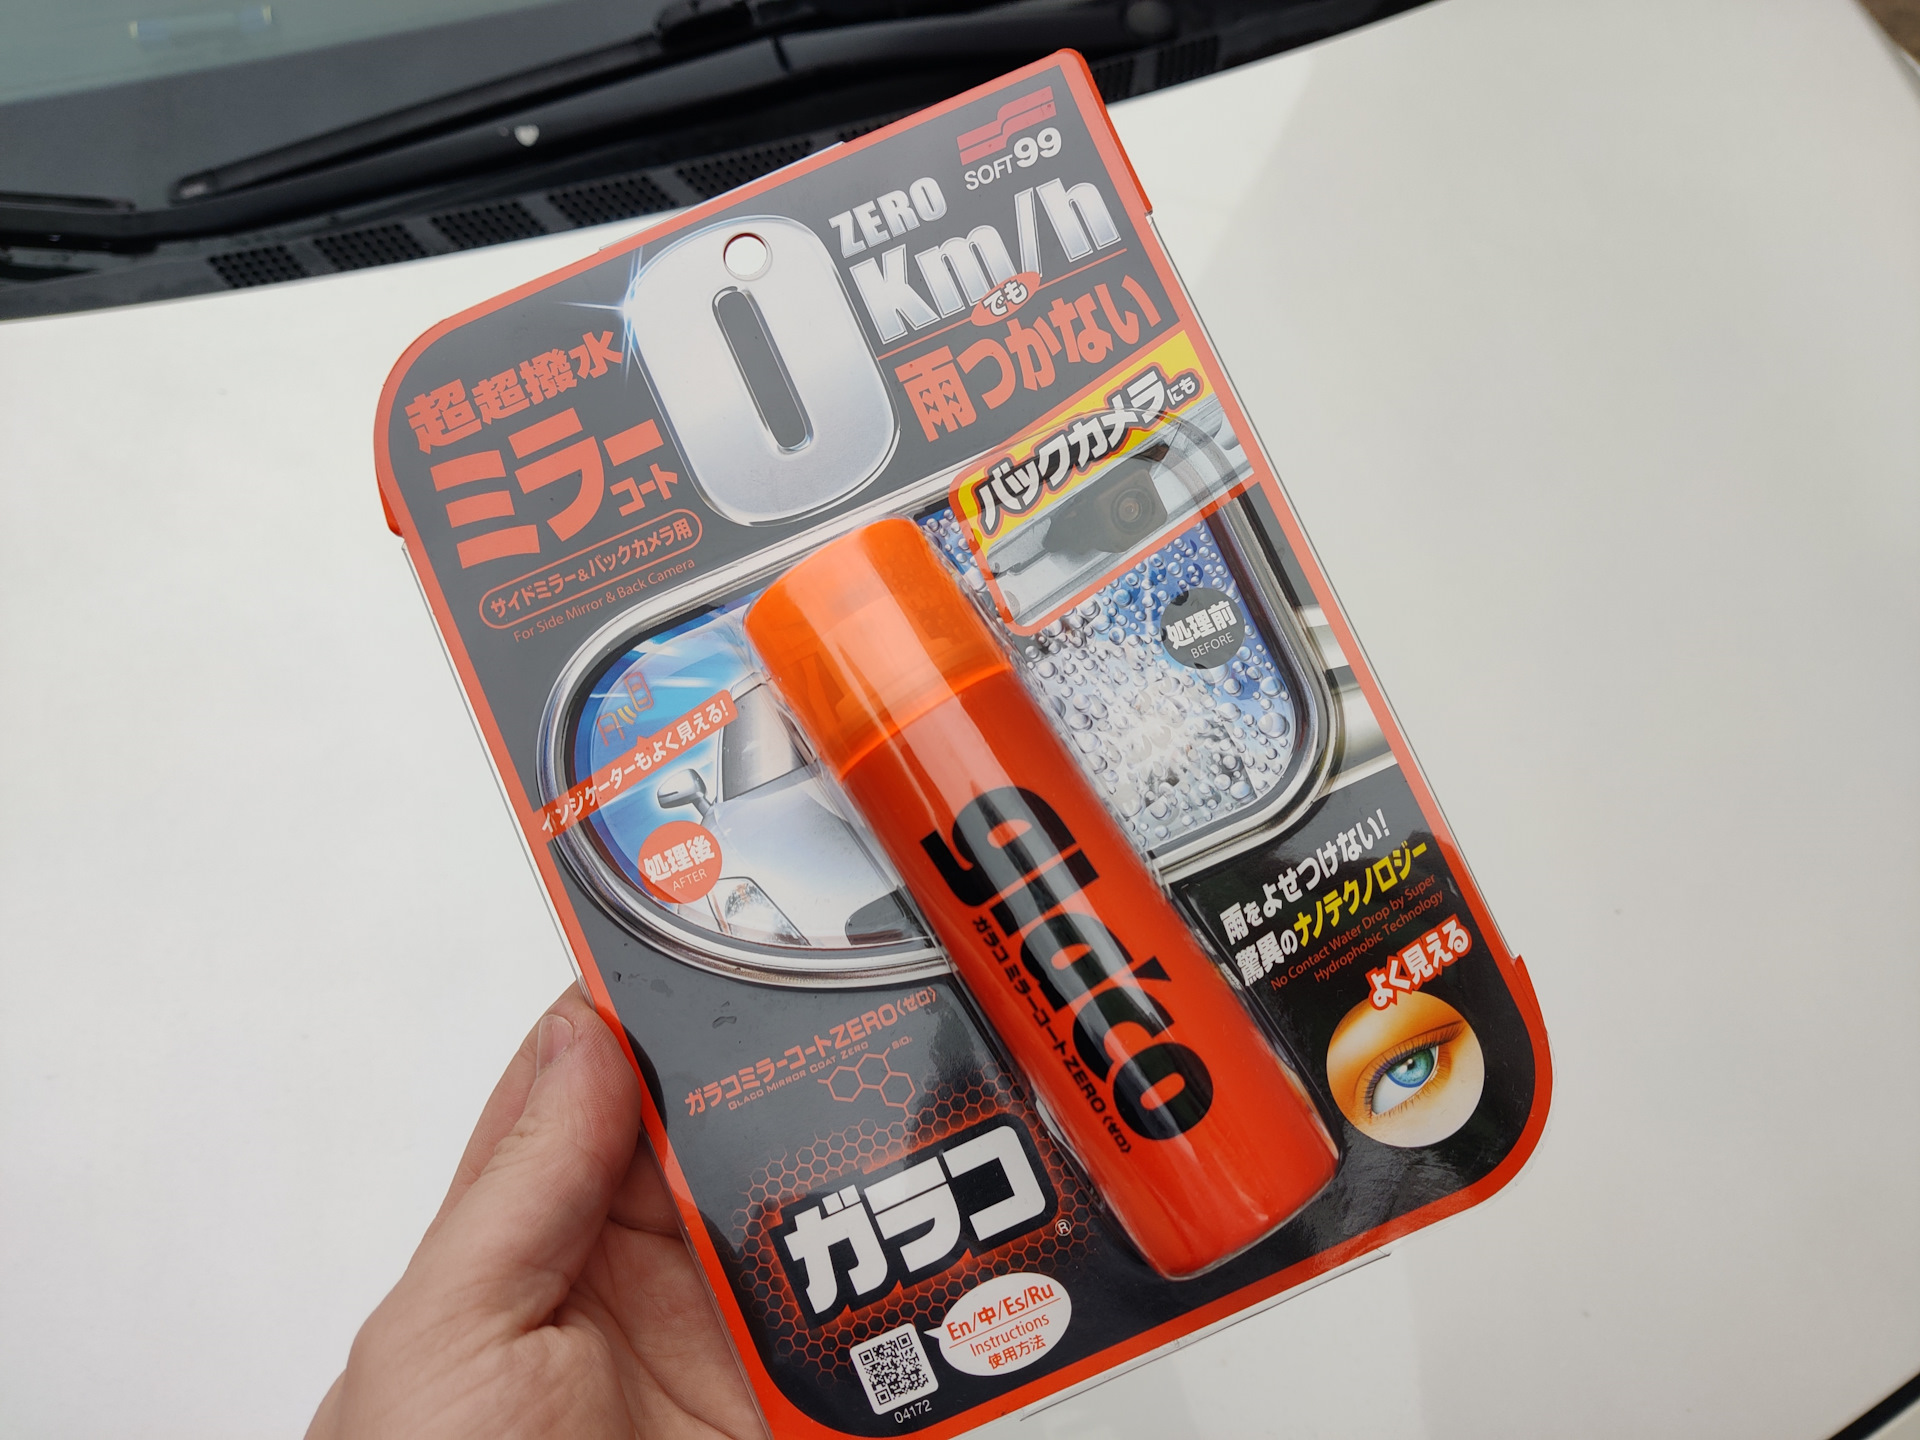 SOFT99
ZERO
0 Km/h
でも
雨つかない
超超撥水
ミラー
コート
サイドミラー&バックカメラ用
For Side Mirror & Back Camera
バックカメラにも
処理前
BEFORE
インジケーターもよく見える!
処理後
AFTER
glaco
ガラコミラーコートZERO〈ゼロ〉
雨をよせつけない!
驚異のナノテクノロジー
No Contact Water Drop by Super
Hydrophobic Technology
よく見える
ガラコミラーコートZERO〈ゼロ〉
GLACO MIRROR COAT ZERO
SiO₂
ガラコ®
En/中/Es/Ru
Instructions
使用方法
04172